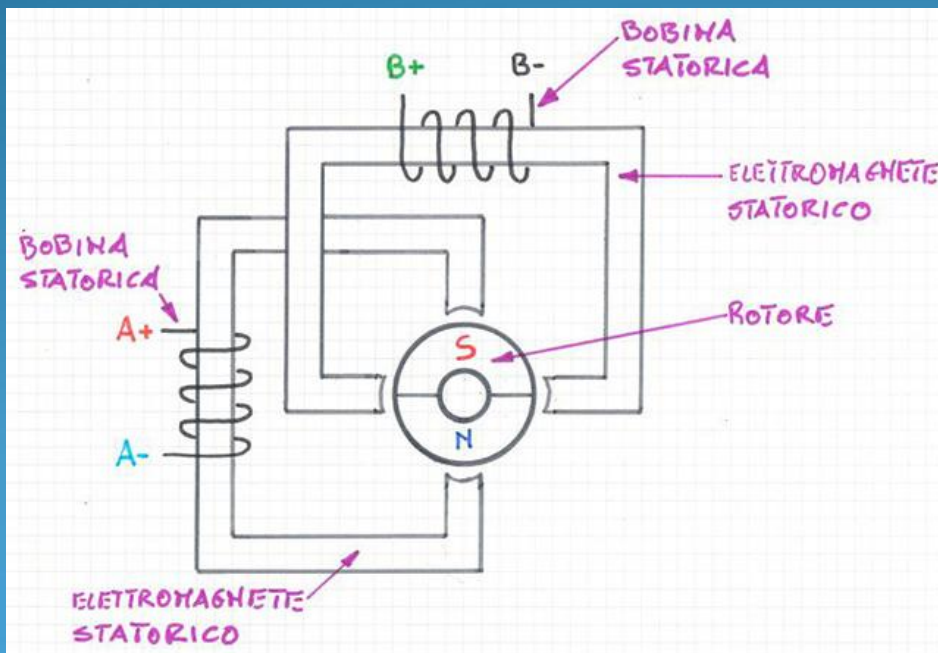 BOBINA
STATORICA
B+ B-
ELETTROMAGNETE
STATORICO
BOBINA
STATORICA
A+
ROTORE
S
N
A-
ELETTROMAGNETE
STATORICO